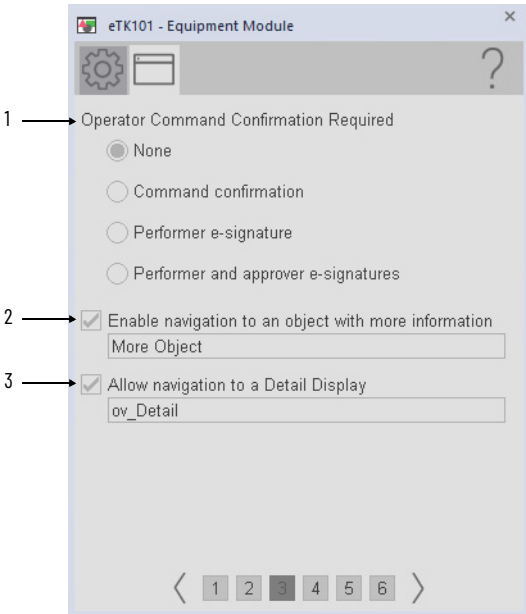 eTK101 - Equipment Module
×
?
1
Operator Command Confirmation Required
None
Command confirmation
Performer e-signature
Performer and approver e-signatures
2
Enable navigation to an object with more information
More Object
3
Allow navigation to a Detail Display
ov_Detail
1 2 3 4 5 6